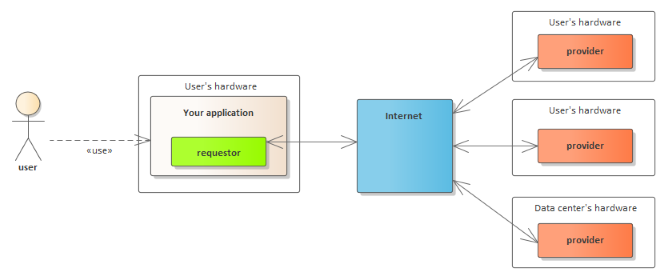 User's hardware
provider
User's hardware
Your application
requestor
Internet
User's hardware
provider
«use»
user
Data center's hardware
provider